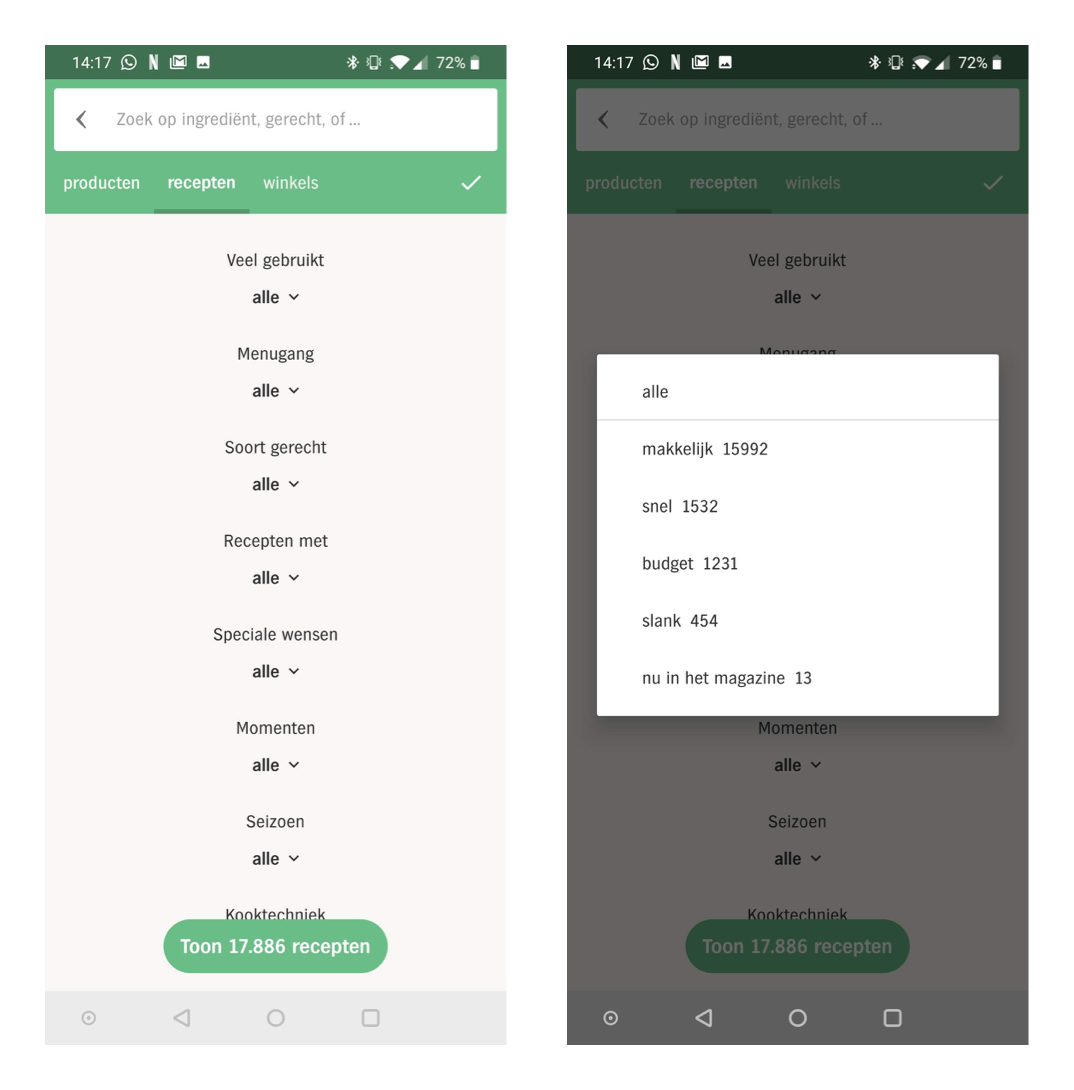 14:17 N 72%
Zoek op ingrediënt, gerecht, of ...
producten recepten winkels
Veel gebruikt
alle
Menugang
alle
Soort gerecht
alle
Recepten met
alle
Speciale wensen
alle
Momenten
alle
Seizoen
alle
Kooktechniek
Toon 17.886 recepten
14:17 N 72%
Zoek op ingrediënt, gerecht, of ...
producten recepten winkels
Veel gebruikt
alle
Menugang
alle
makkelijk 15992
snel 1532
budget 1231
slank 454
nu in het magazine 13
Momenten
alle
Seizoen
alle
Kooktechniek
Toon 17.886 recepten